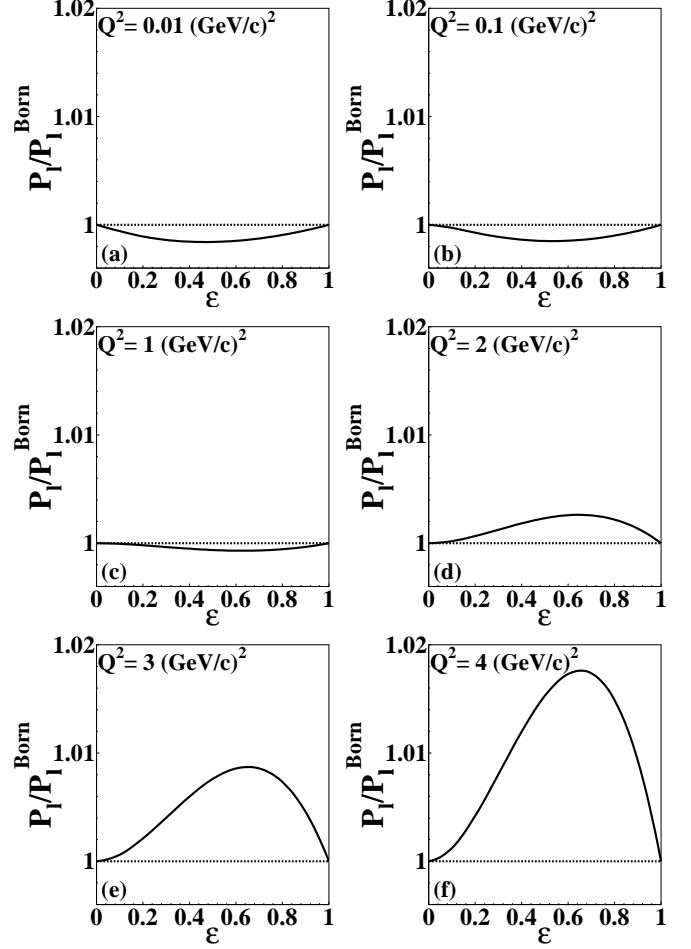 1.02
Q² = 0.01 (GeV/c)²
1.01
P_l/P_l^Born
1
(a)
0 0.2 0.4 0.6 0.8 1
ε
1.02
Q² = 0.1 (GeV/c)²
1.01
P_l/P_l^Born
1
(b)
0 0.2 0.4 0.6 0.8 1
ε
1.02
Q² = 1 (GeV/c)²
1.01
P_l/P_l^Born
1
(c)
0 0.2 0.4 0.6 0.8 1
ε
1.02
Q² = 2 (GeV/c)²
1.01
P_l/P_l^Born
1
(d)
0 0.2 0.4 0.6 0.8 1
ε
1.02
Q² = 3 (GeV/c)²
1.01
P_l/P_l^Born
1
(e)
0 0.2 0.4 0.6 0.8 1
ε
1.02
Q² = 4 (GeV/c)²
1.01
P_l/P_l^Born
1
(f)
0 0.2 0.4 0.6 0.8 1
ε